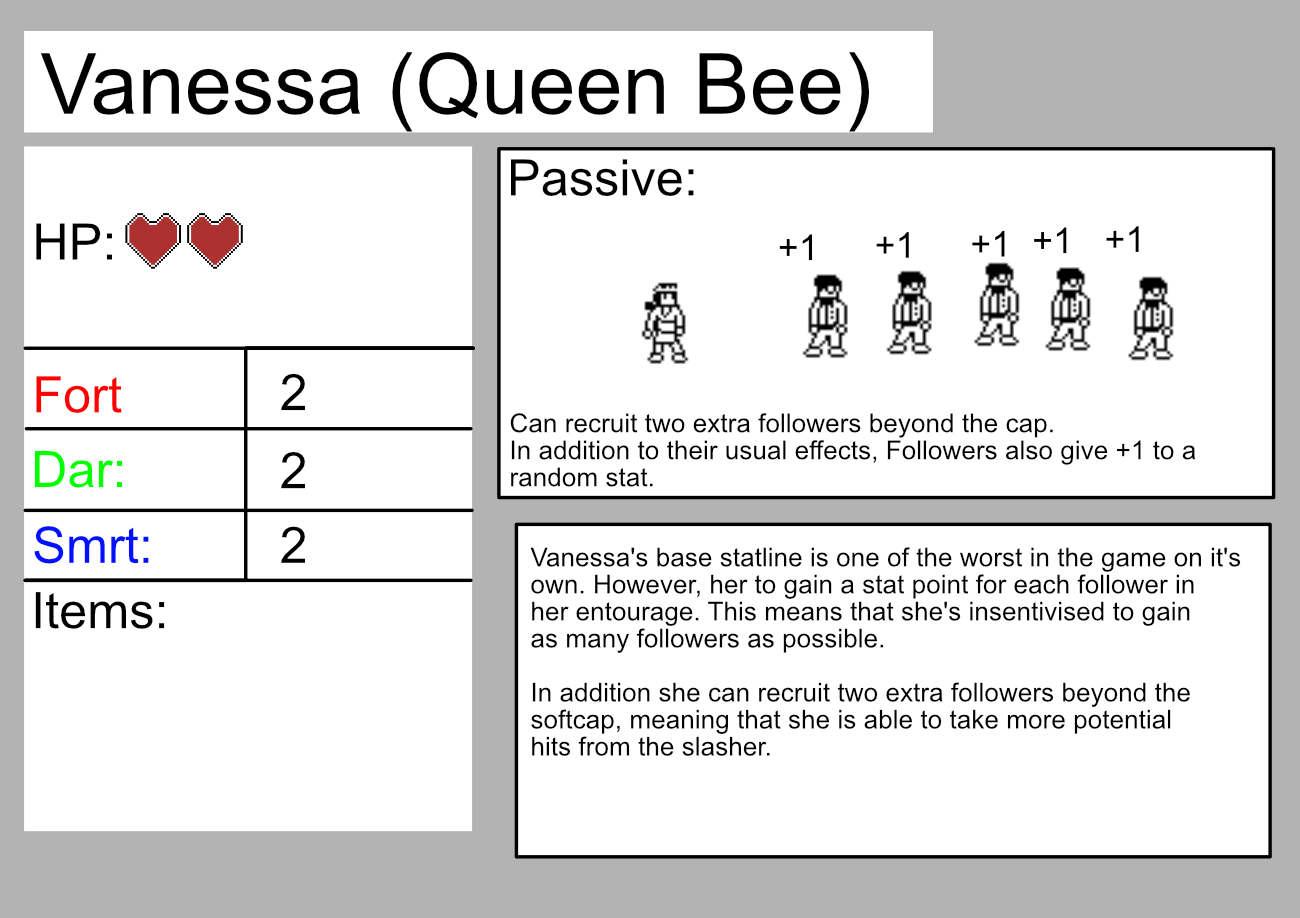 Vanessa (Queen Bee)
HP:
Fort 2
Dar: 2
Smrt: 2
Items:
Passive:
+1 +1 +1 +1 +1
Can recruit two extra followers beyond the cap.
In addition to their usual effects, Followers also give +1 to a
random stat.
Vanessa's base statline is one of the worst in the game on it's
own. However, her to gain a stat point for each follower in
her entourage. This means that she's insentivised to gain
as many followers as possible.
In addition she can recruit two extra followers beyond the
softcap, meaning that she is able to take more potential
hits from the slasher.